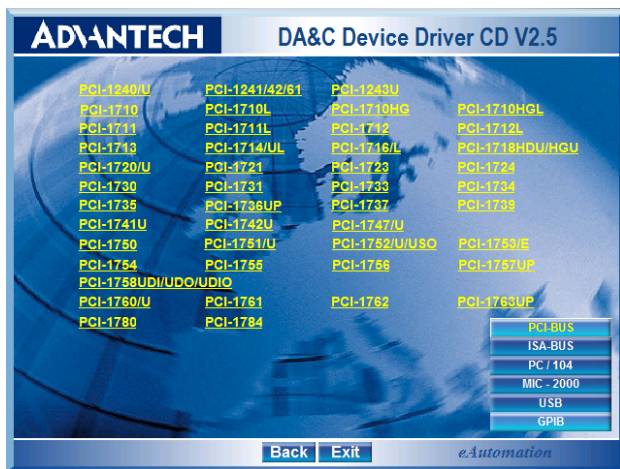 ADVANTECH DA&C Device Driver CD V2.5
PCI-1240/U PCI-1241/42/61 PCI-1243U
PCI-1710 PCI-1710L PCI-1710HG PCI-1710HGL
PCI-1711 PCI-1711L PCI-1712 PCI-1712L
PCI-1713 PCI-1714/UL PCI-1716/L PCI-1718HDU/HGU
PCI-1720/U PCI-1721 PCI-1723 PCI-1724
PCI-1730 PCI-1731 PCI-1733 PCI-1734
PCI-1735 PCI-1736UP PCI-1737 PCI-1739
PCI-1741U PCI-1742U PCI-1747/U
PCI-1750 PCI-1751/U PCI-1752/U/USO PCI-1753/E
PCI-1754 PCI-1755 PCI-1756 PCI-1757UP
PCI-1758UDI/UDO/UDIO
PCI-1760/U PCI-1761 PCI-1762 PCI-1763UP
PCI-1780 PCI-1784
PCI-BUS
ISA-BUS
PC / 104
MIC - 2000
USB
GPIB
Back Exit eAutomation